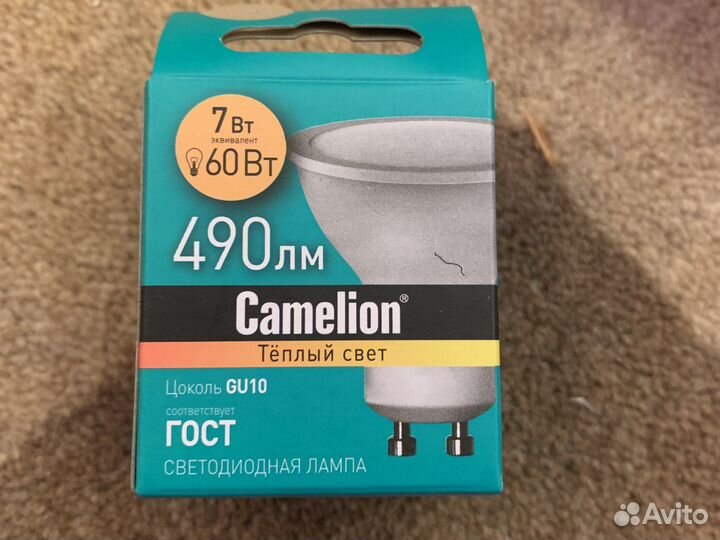 7 Вт
эквивалент
60 Вт
490 лм
Camelion®
Тёплый свет
Цоколь GU10
соответствует
ГОСТ
СВЕТОДИОДНАЯ ЛАМПА
Avito